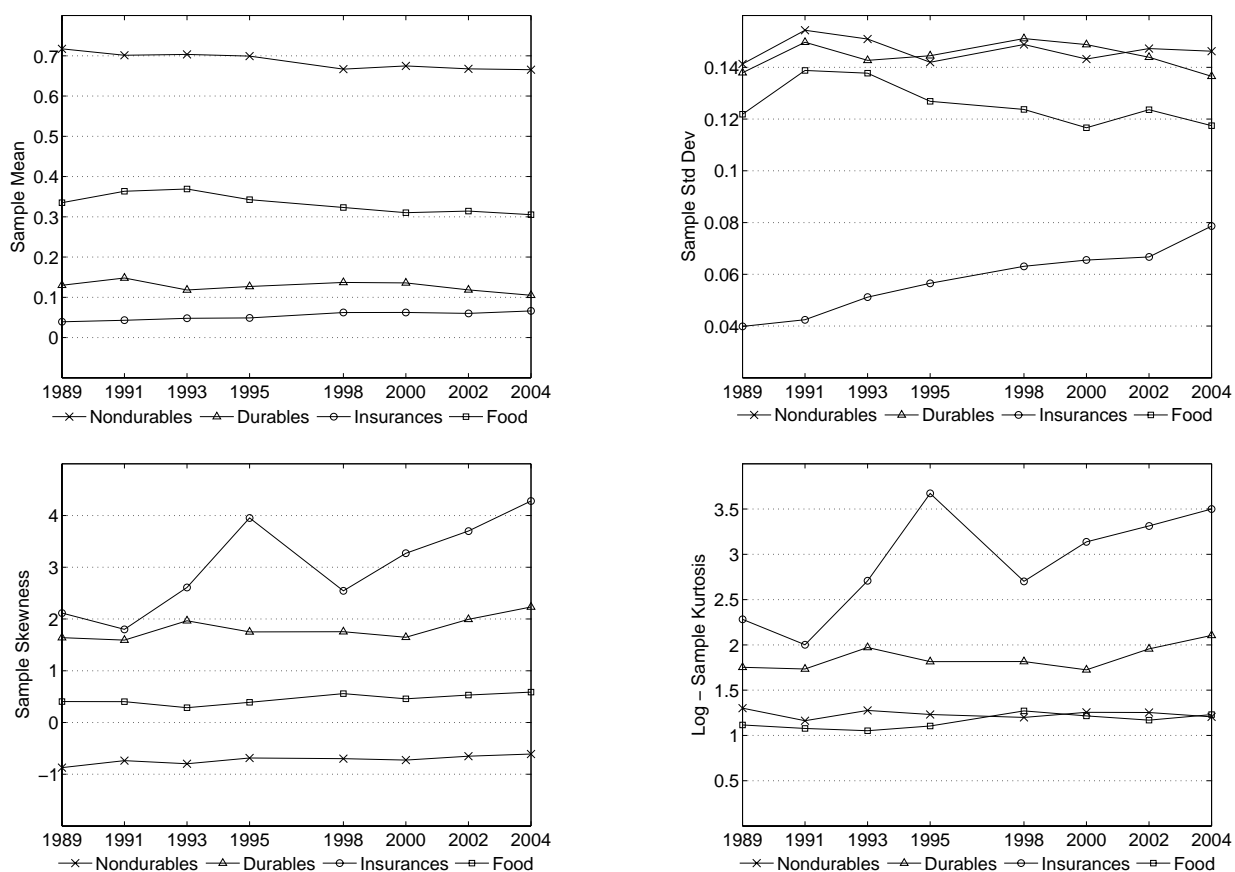 Sample Mean
0.7
0.6
0.5
0.4
0.3
0.2
0.1
0
1989 1991 1993 1995 1998 2000 2002 2004
Nondurables Durables Insurances Food
Sample Std Dev
0.14
0.12
0.1
0.08
0.06
0.04
1989 1991 1993 1995 1998 2000 2002 2004
Nondurables Durables Insurances Food
Sample Skewness
4
3
2
1
0
−1
1989 1991 1993 1995 1998 2000 2002 2004
Nondurables Durables Insurances Food
Log − Sample Kurtosis
3.5
3
2.5
2
1.5
1
0.5
1989 1991 1993 1995 1998 2000 2002 2004
Nondurables Durables Insurances Food